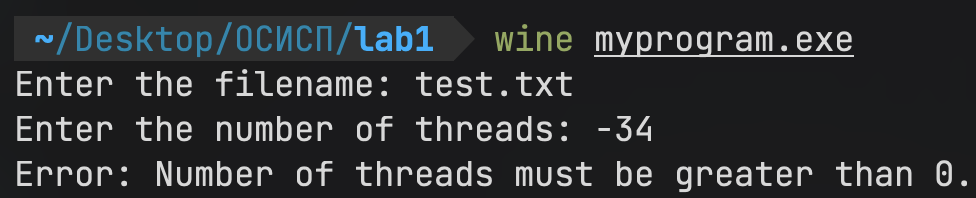 ~/Desktop/ОСИСП/lab1 wine myprogram.exe
Enter the filename: test.txt
Enter the number of threads: -34
Error: Number of threads must be greater than 0.